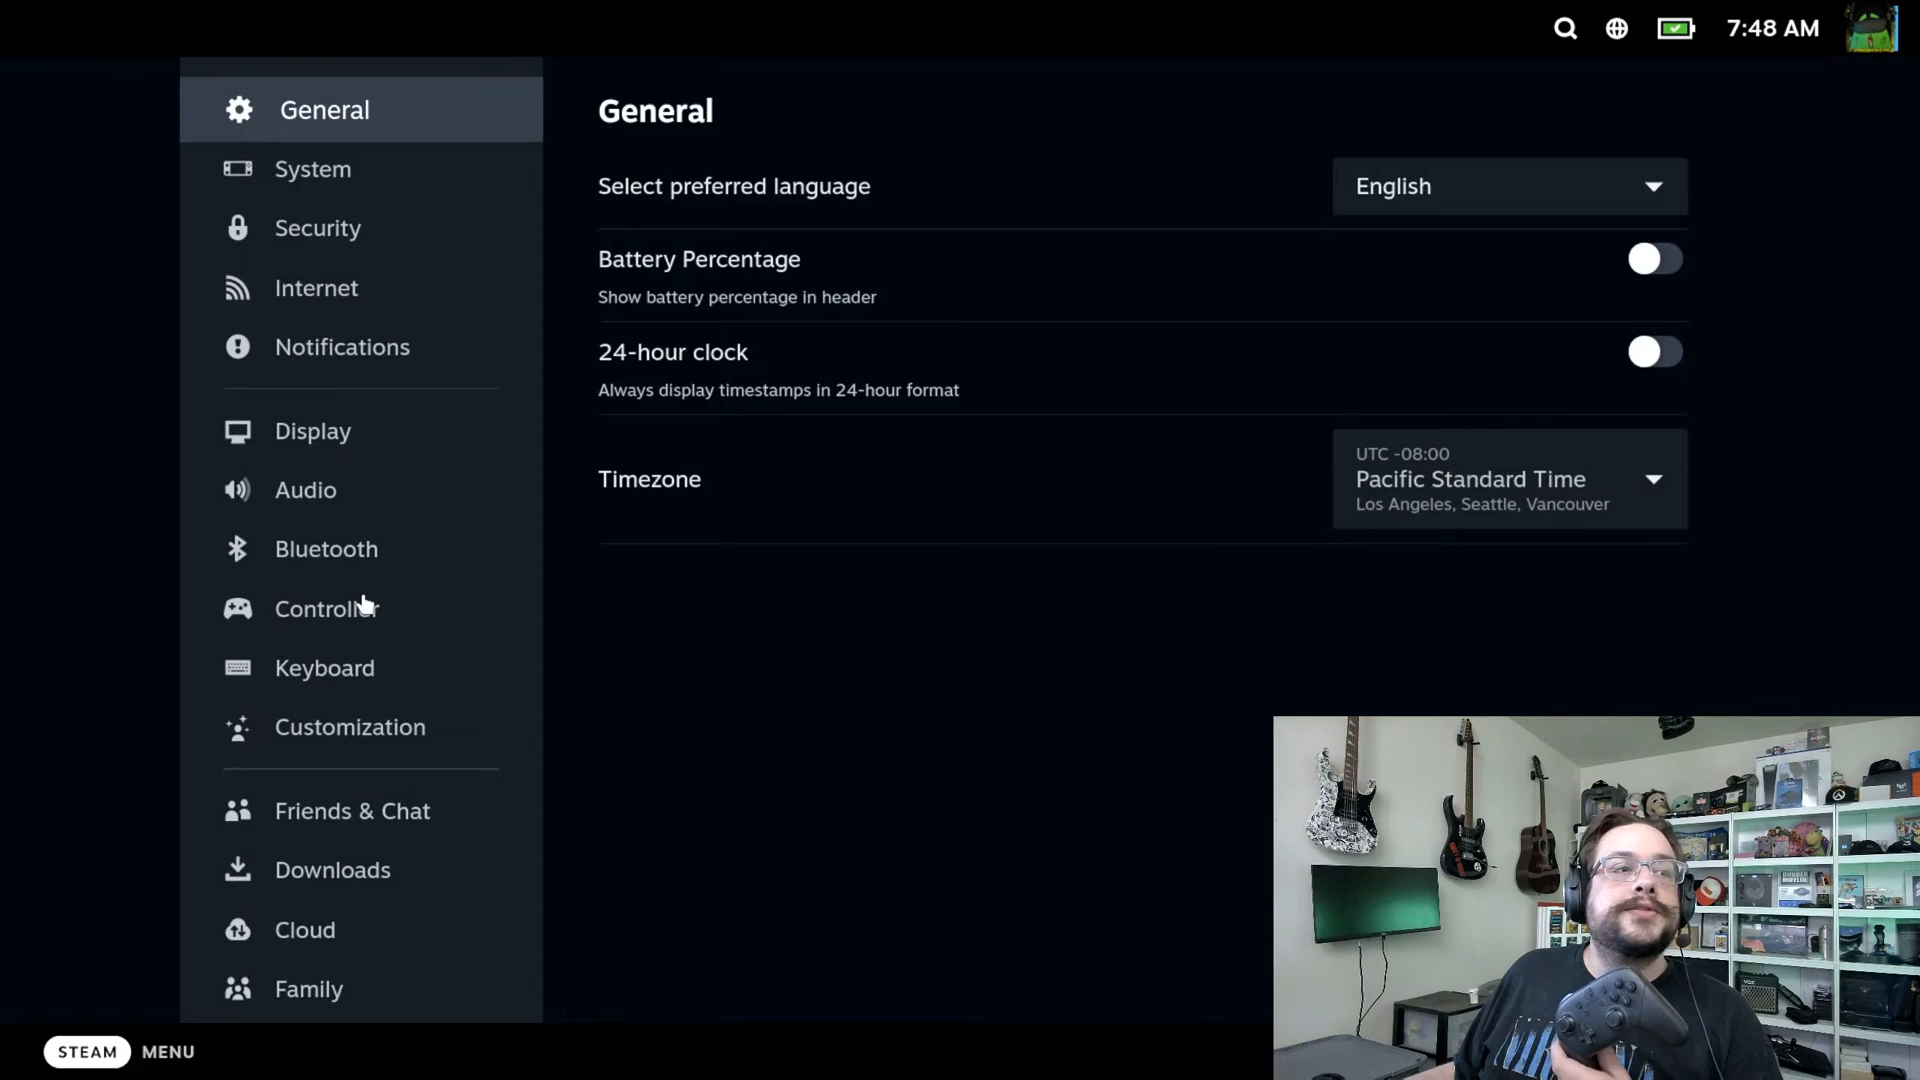 7:48 AM
General
System
Security
Internet
Notifications
Display
Audio
Bluetooth
Controller
Keyboard
Customization
Friends & Chat
Downloads
Cloud
Family
General
Select preferred language
English
Battery Percentage
Show battery percentage in header
24-hour clock
Always display timestamps in 24-hour format
Timezone
UTC -08:00
Pacific Standard Time
Los Angeles, Seattle, Vancouver
STEAM MENU